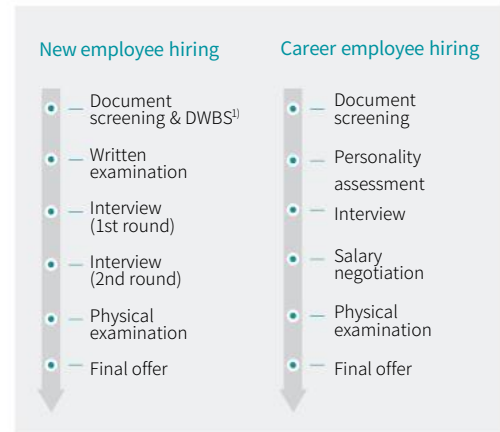 New employee hiring
Document
screening & DWBS1)
Written
examination
Interview
(1st round)
Interview
(2nd round)
Physical
examination
Final offer
Career employee hiring
Document
screening
Personality
assessment
Interview
Salary
negotiation
Physical
examination
Final offer